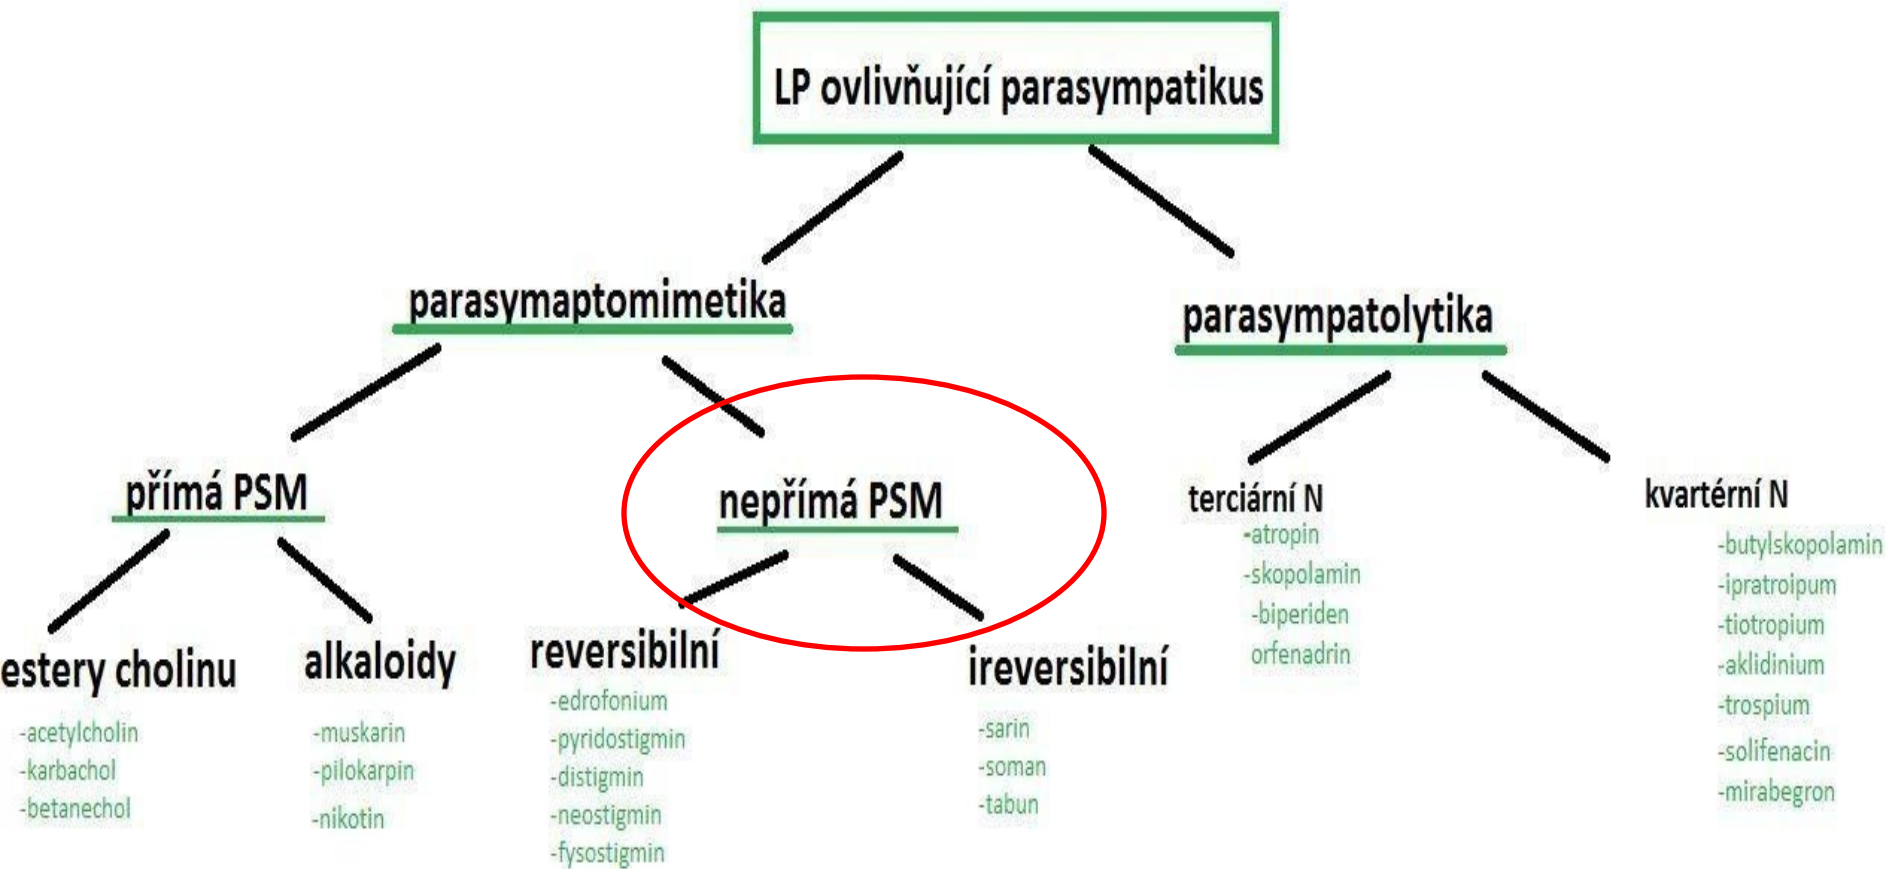 LP ovlivňující parasympatikus
parasymaptomimetika
parasympatolytika
přímá PSM
nepřímá PSM
terciární N
-atropin
-skopolamin
-biperiden
orfenadrin
kvartérní N
-butylskopolamin
-ipratroipum
-tiotropium
-aklidinium
-trospium
-solifenacin
-mirabegron
estery cholinu
-acetylcholin
-karbachol
-betanechol
alkaloidy
-muskarin
-pilokarpin
-nikotin
reversibilní
-edrofonium
-pyridostigmin
-distigmin
-neostigmin
-fysostigmin
ireversibilní
-sarin
-soman
-tabun